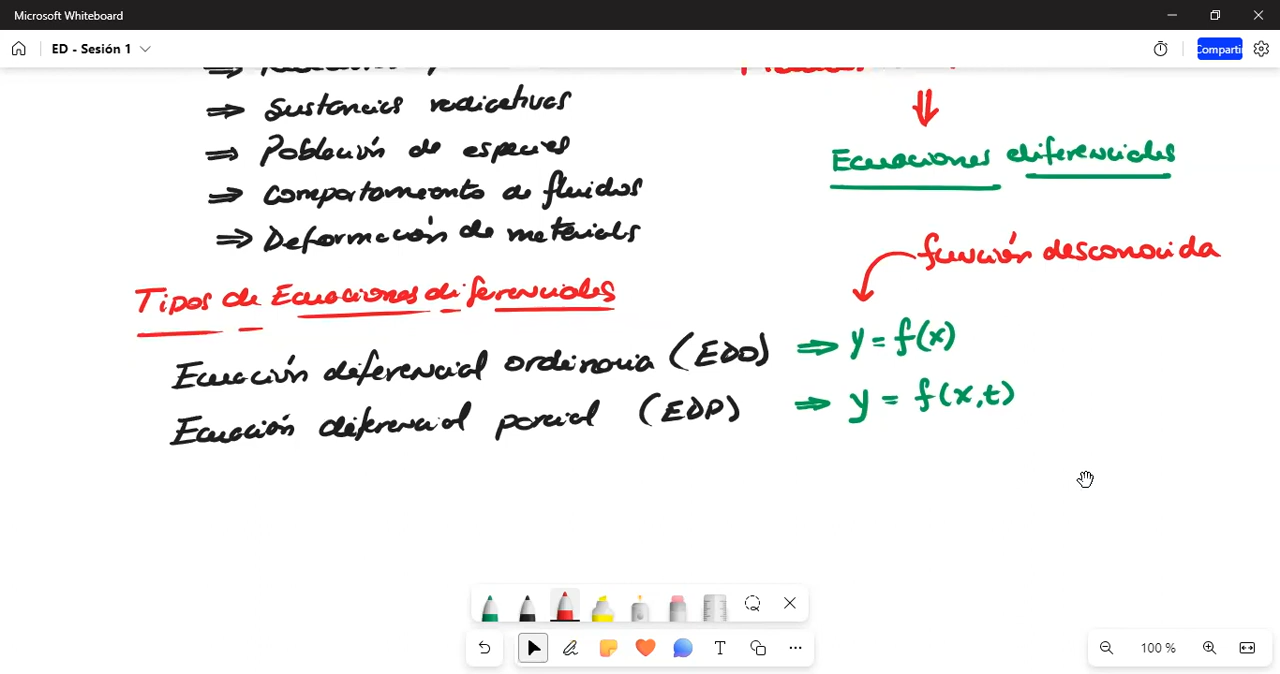 Microsoft Whiteboard
ED - Sesión 1
Compartir
⇒ Sustancias radioactivas
⇒ Población de especies
⇒ Comportamiento de fluidos
⇒ Deformación de materiales
Ecuaciones diferenciales
Tipos de Ecuaciones diferenciales
función desconocida
Ecuación diferencial ordinaria (EDO) ⇒ y = f(x)
Ecuación diferencial parcial (EDP) ⇒ y = f(x,t)
T
100 %